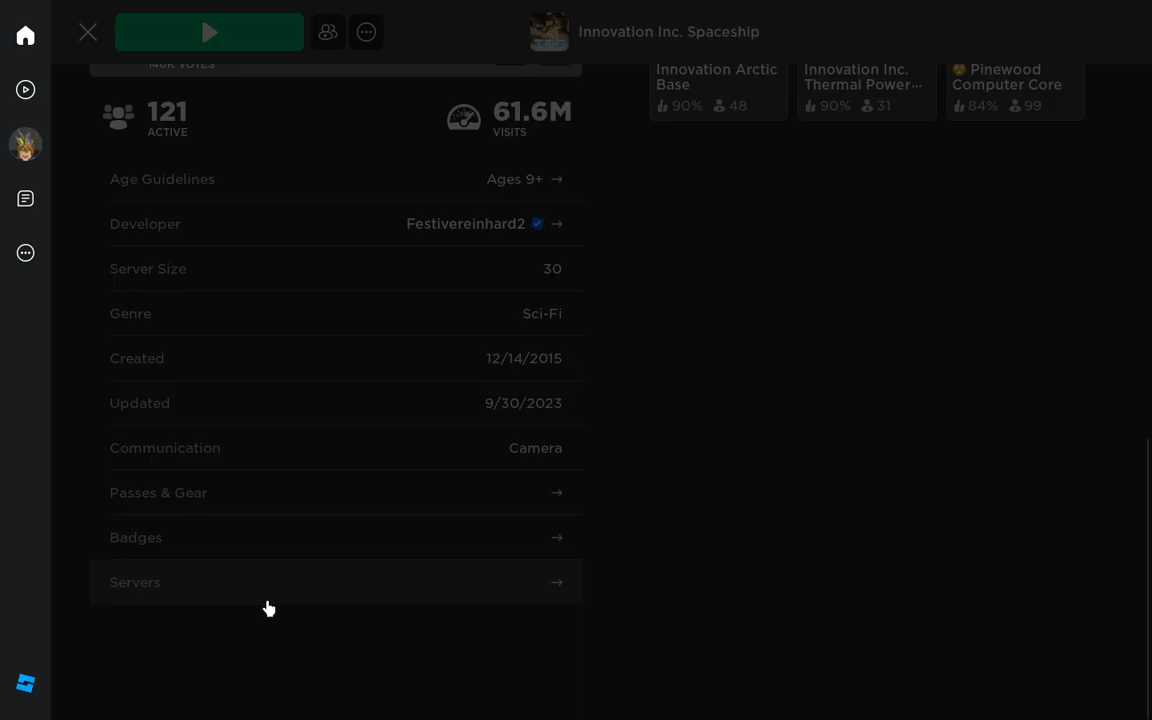 Innovation Inc. Spaceship
146K VOTES
121
ACTIVE
61.6M
VISITS
Age Guidelines
Ages 9+ →
Developer
Festivereinhard2 →
Server Size
30
Genre
Sci-Fi
Created
12/14/2015
Updated
9/30/2023
Communication
Camera
Passes & Gear
→
Badges
→
Servers
→
Innovation Arctic
Base
90% 48
Innovation Inc.
Thermal Power...
90% 31
Pinewood
Computer Core
84% 99